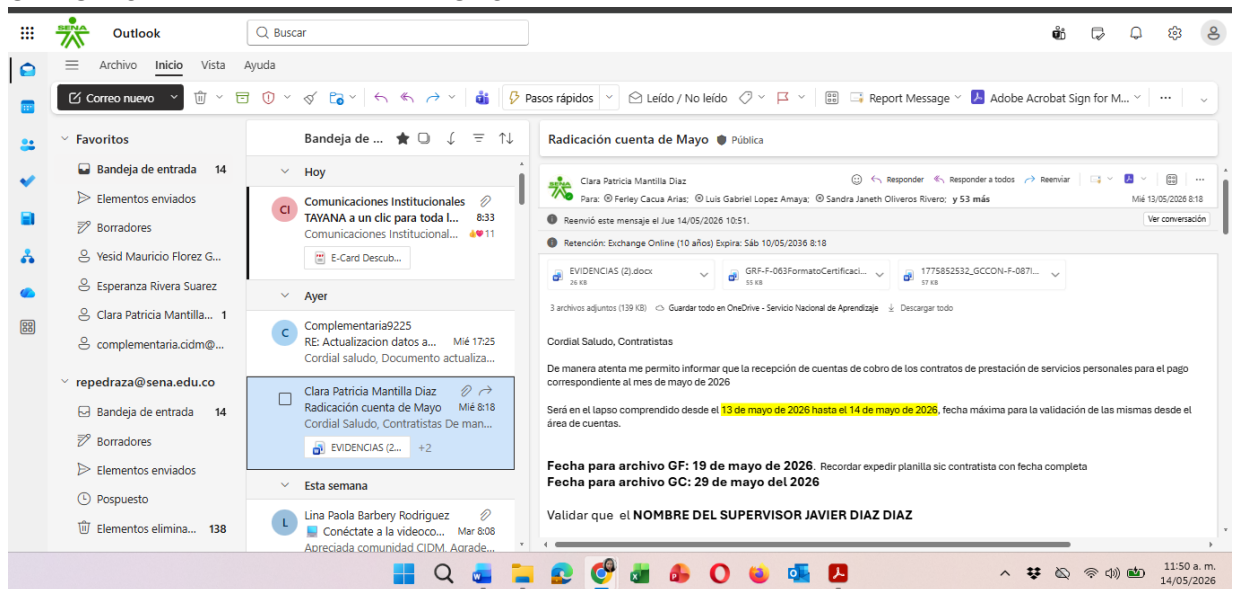 SENA
Outlook
Buscar
Archivo Inicio Vista Ayuda
Correo nuevo
Pasos rápidos
Leído / No leído
Report Message
Adobe Acrobat Sign for M...
Favoritos
Bandeja de entrada 14
Elementos enviados
Borradores
Yesid Mauricio Florez G...
Esperanza Rivera Suarez
Clara Patricia Mantilla... 1
complementaria.cidm@...
repedraza@sena.edu.co
Bandeja de entrada 14
Borradores
Elementos enviados
Pospuesto
Elementos elimina... 138
Bandeja de ...
Hoy
CI
Comunicaciones Institucionales
TAYANA a un clic para toda l... 8:33
Comunicaciones Institucional... 11
E-Card Descub...
Ayer
C
Complementaria9225
RE: Actualizacion datos a... Mié 17:25
Cordial saludo, Documento actualiza...
Clara Patricia Mantilla Diaz
Radicación cuenta de Mayo Mié 8:18
Cordial Saludo, Contratistas De man...
EVIDENCIAS (2... +2
Esta semana
L
Lina Paola Barbery Rodriguez
Conéctate a la videoco... Mar 8:08
Apreciada comunidad CIDM, Agrade...
Radicación cuenta de Mayo Pública
SENA
Clara Patricia Mantilla Diaz
Responder Responder a todos Reenviar
Para: Ferley Cacua Arias; Luis Gabriel Lopez Amaya; Sandra Janeth Oliveros Rivero; y 53 más
Mié 13/05/2026 8:18
Reenvió este mensaje el Jue 14/05/2026 10:51.
Ver conversación
Retención: Exchange Online (10 años) Expira: Sáb 10/05/2036 8:18
EVIDENCIAS (2).docx
26 KB
GRF-F-063FormatoCertificaci...
55 KB
1775852532_GCCON-F-087I...
57 KB
3 archivos adjuntos (139 KB) Guardar todo en OneDrive - Servicio Nacional de Aprendizaje Descargar todo
Cordial Saludo, Contratistas
De manera atenta me permito informar que la recepción de cuentas de cobro de los contratos de prestación de servicios personales para el pago
correspondiente al mes de mayo de 2026
Será en el lapso comprendido desde el 13 de mayo de 2026 hasta el 14 de mayo de 2026, fecha máxima para la validación de las mismas desde el
área de cuentas.
Fecha para archivo GF: 19 de mayo de 2026. Recordar expedir planilla sic contratista con fecha completa
Fecha para archivo GC: 29 de mayo del 2026
Validar que el NOMBRE DEL SUPERVISOR JAVIER DIAZ DIAZ
11:50 a. m.
14/05/2026